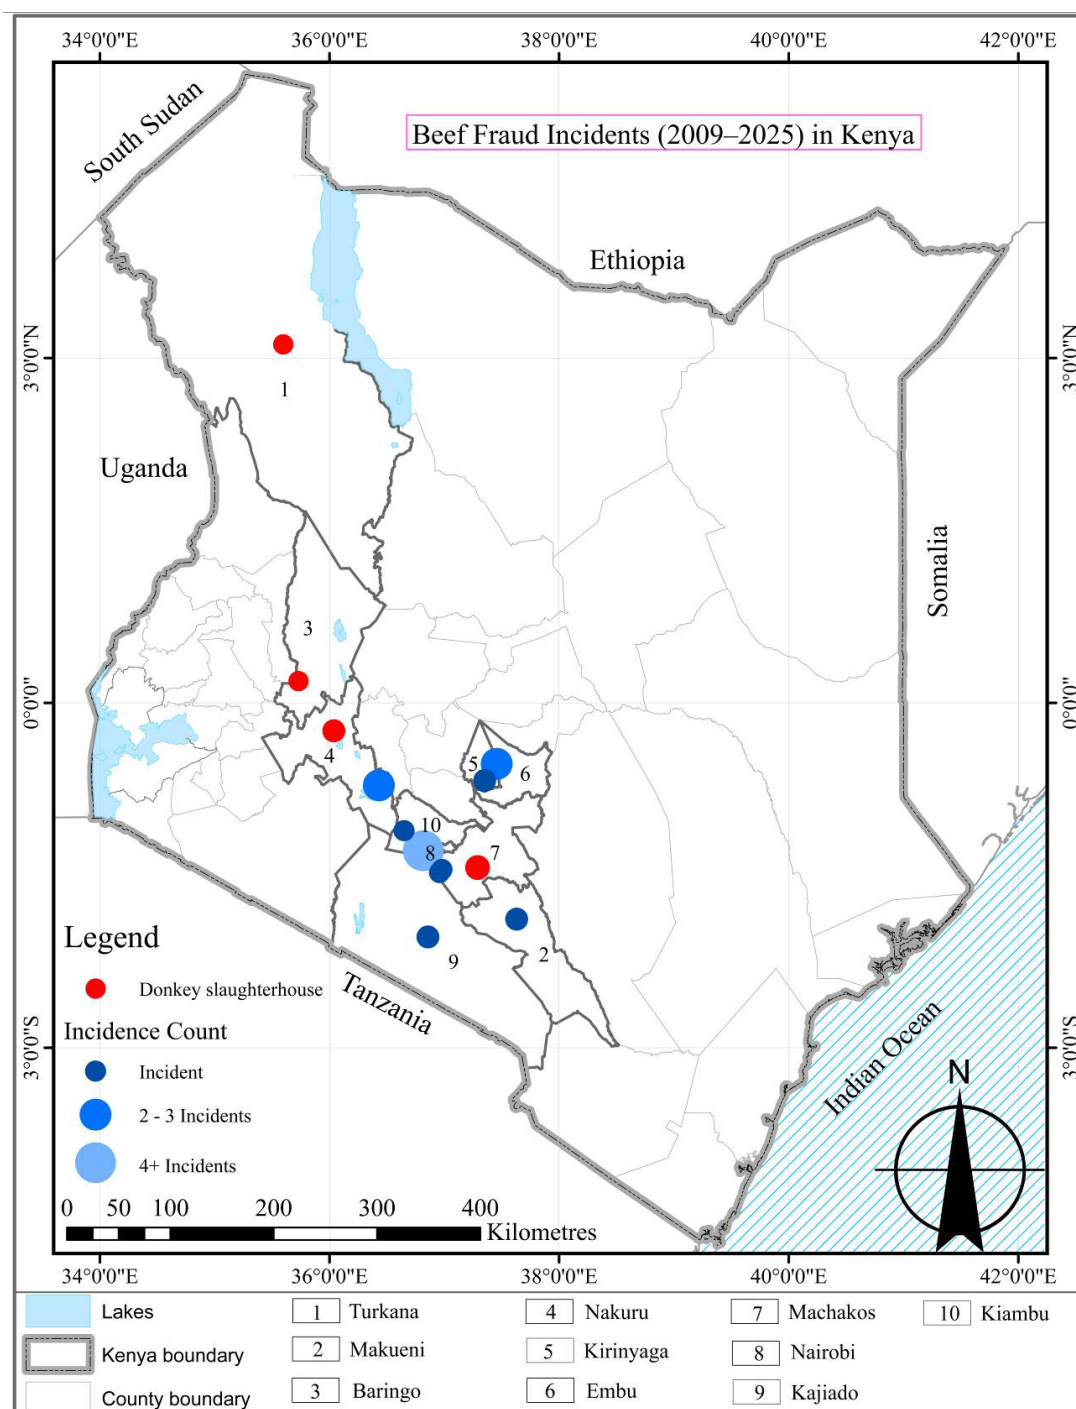 34°0'0"E 36°0'0"E 38°0'0"E 40°0'0"E 42°0'0"E
South Sudan
Beef Fraud Incidents (2009–2025) in Kenya
Ethiopia
3°0'0"N 3°0'0"N
1
Uganda
Somalia
3
0°0'0" 0°0'0"
4
5
6
10
8
7
2
9
Legend
Donkey slaughterhouse
Tanzania
Incidence Count
Incident
2 - 3 Incidents
4+ Incidents
3°0'0"S 3°0'0"S
Indian Ocean
N
0 50 100 200 300 400
Kilometres
34°0'0"E 36°0'0"E 38°0'0"E 40°0'0"E 42°0'0"E
Lakes
Kenya boundary
County boundary
1 Turkana
2 Makueni
3 Baringo
4 Nakuru
5 Kirinyaga
6 Embu
7 Machakos
8 Nairobi
9 Kajiado
10 Kiambu